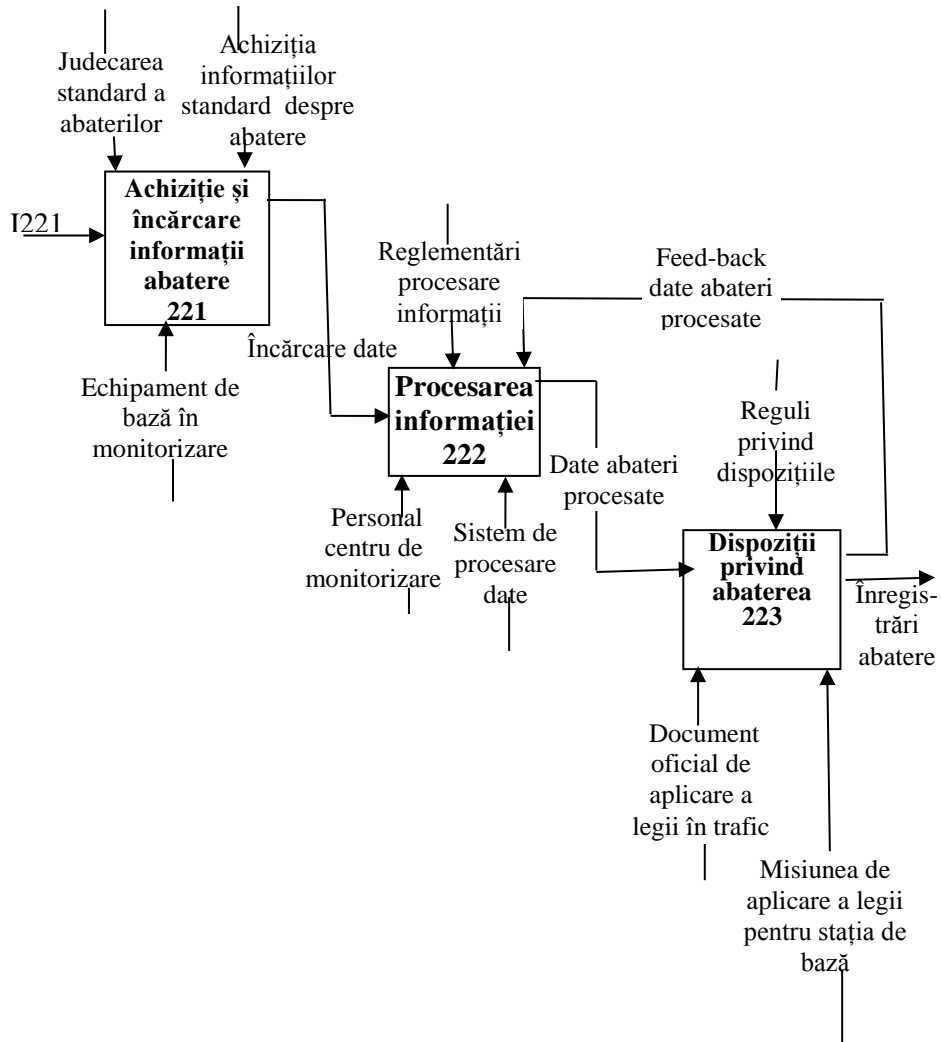 Judecarea
standard a
abaterilor
Achiziția
informațiilor
standard despre
abatere
Achiziție și
încărcare
informații
abatere
221
I221
Echipament de
bază în
monitorizare
Încărcare date
Reglementări
procesare
informații
Feed-back
date abateri
procesate
Procesarea
informației
222
Personal
centru de
monitorizare
Sistem de
procesare
date
Date abateri
procesate
Reguli
privind
dispozițiile
Dispoziții
privind
abaterea
223
Înregis-
trări
abatere
Document
oficial de
aplicare a
legii în trafic
Misiunea de
aplicare a legii
pentru stația de
bază